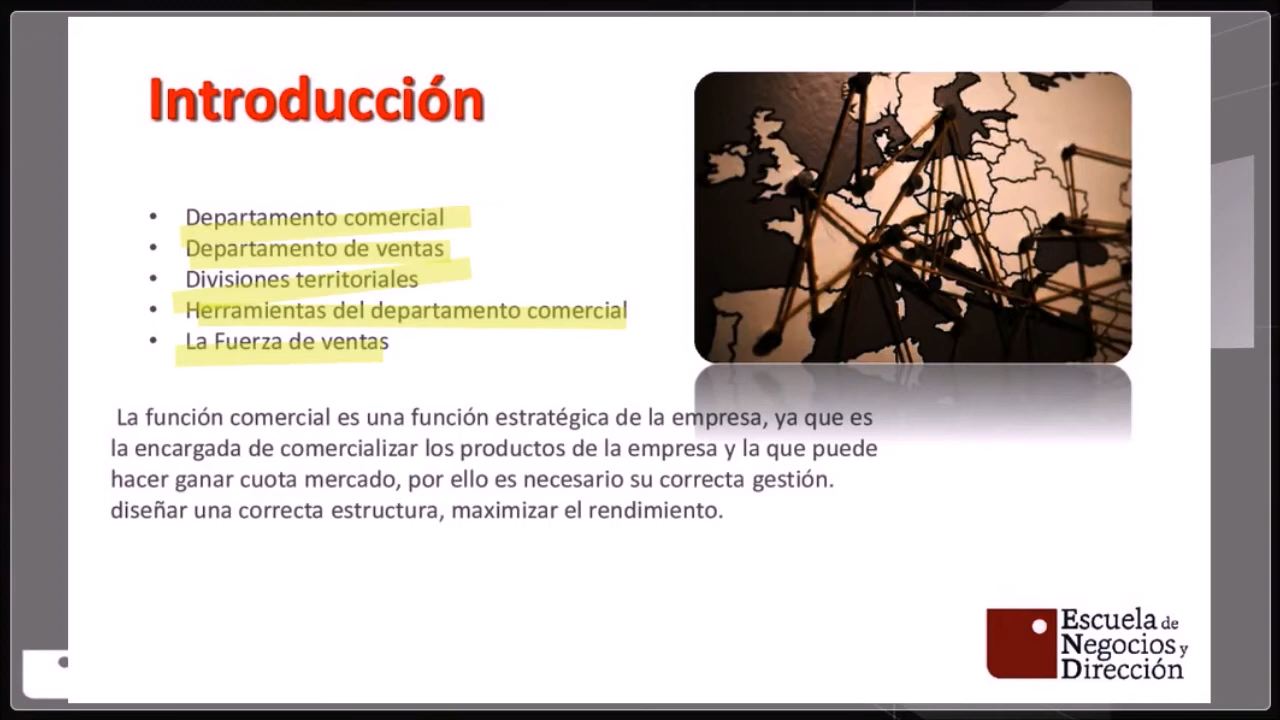 Introducción
• Departamento comercial
• Departamento de ventas
• Divisiones territoriales
• Herramientas del departamento comercial
• La Fuerza de ventas
La función comercial es una función estratégica de la empresa, ya que es
la encargada de comercializar los productos de la empresa y la que puede
hacer ganar cuota mercado, por ello es necesario su correcta gestión.
diseñar una correcta estructura, maximizar el rendimiento.
Escuela de
Negocios y
Dirección